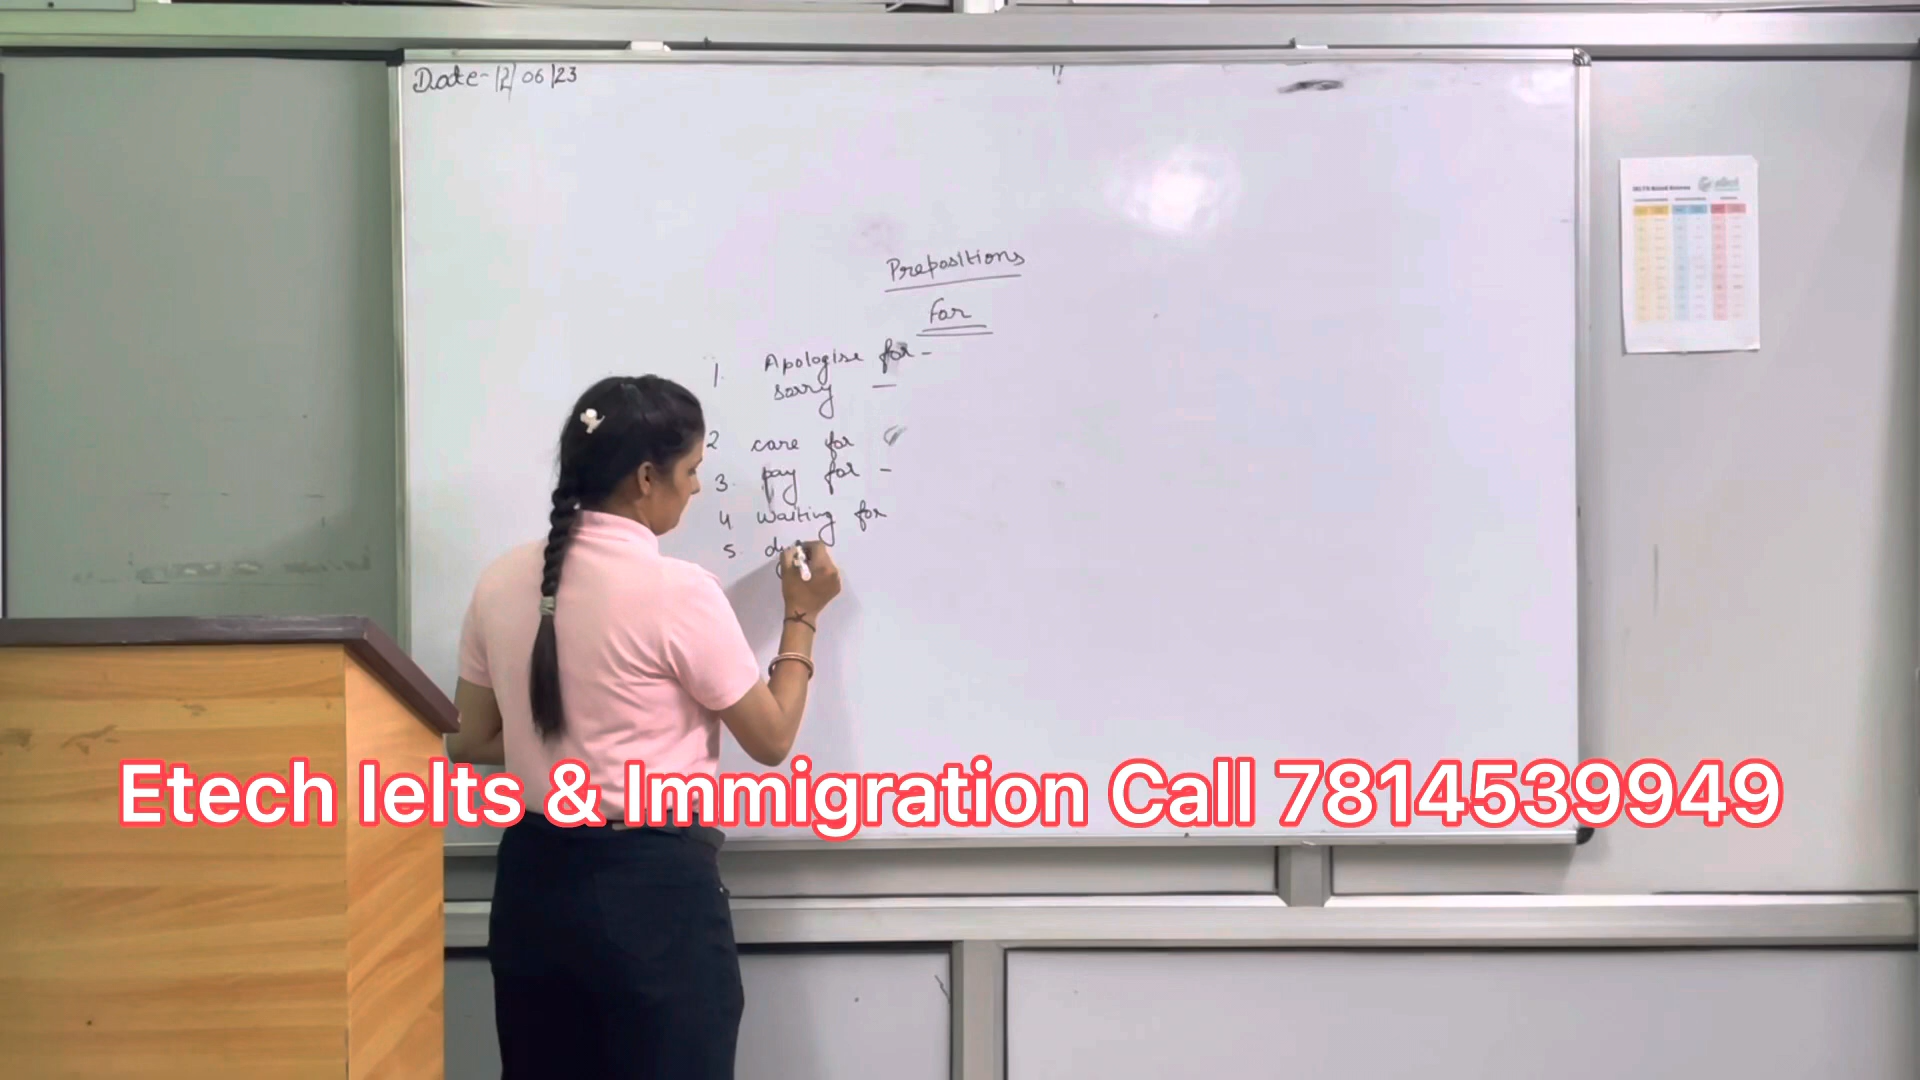 Date-12/06/23
Prepositions
For
1. Apologise for -
sorry —
2 care for
3. pay for -
4 waiting for
5.
Etech Ielts & Immigration Call 7814539949